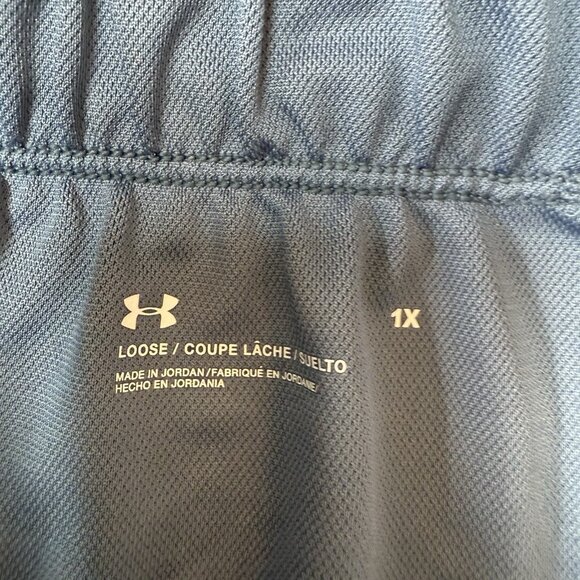 1X
LOOSE / COUPE LÂCHE / SUELTO
MADE IN JORDAN/FABRIQUÉ EN JORDANIE/
HECHO EN JORDANIA